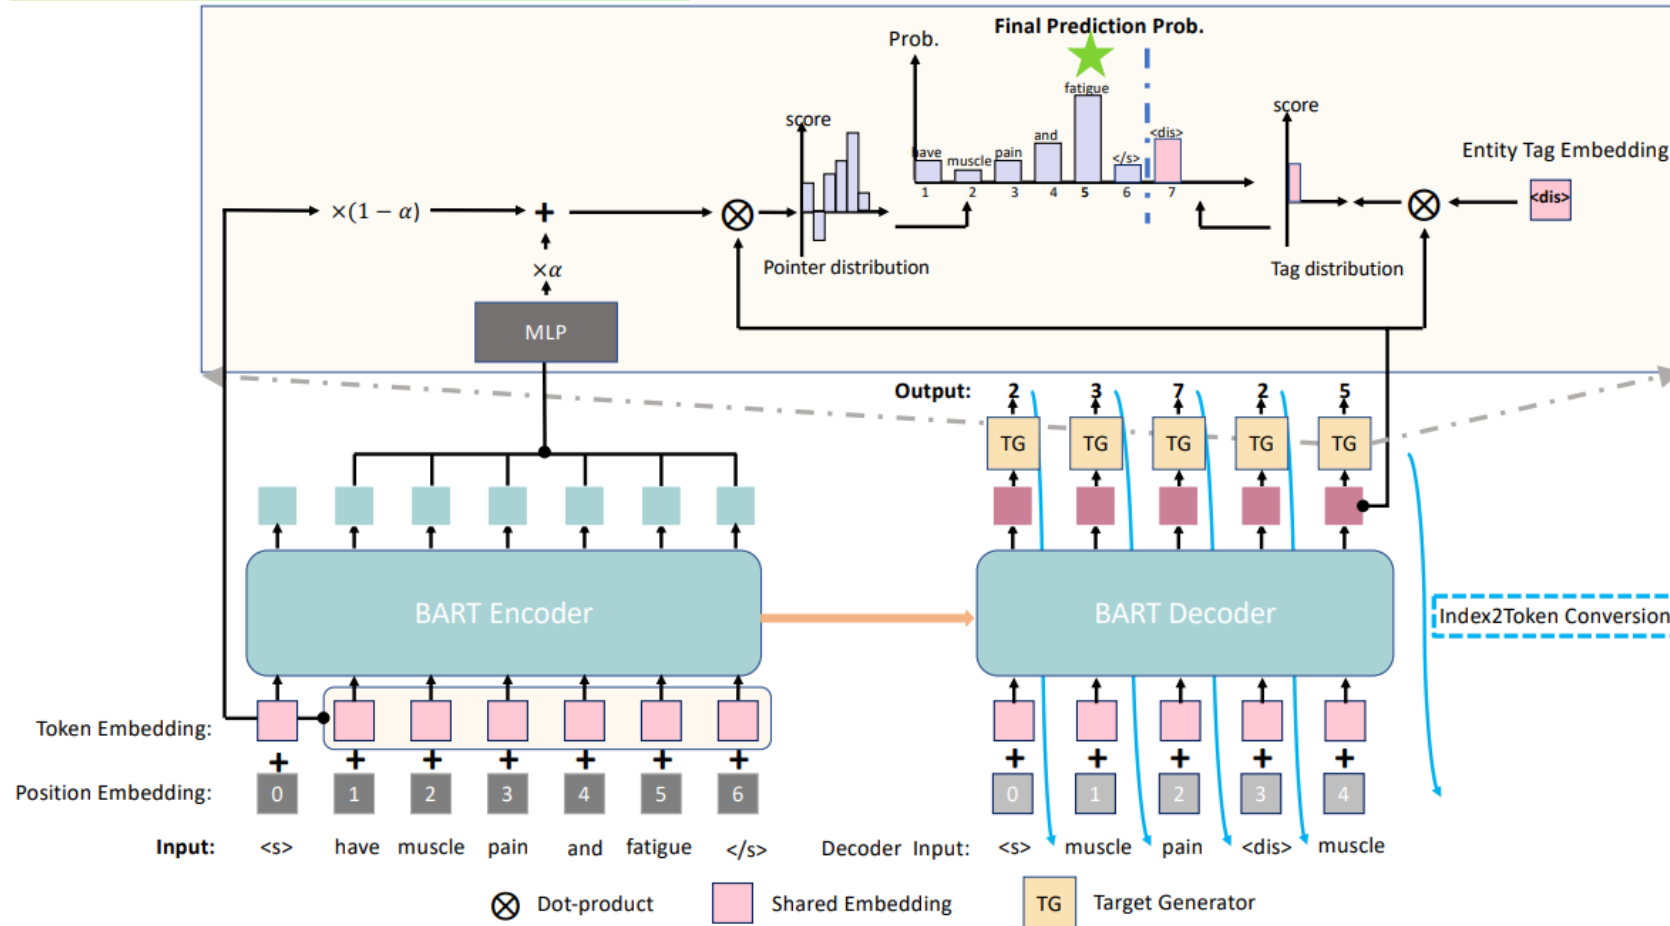 Final Prediction Prob.
Prob.
fatigue
score
score
and
<dis>
have
muscle
pain
</s>
Entity Tag Embedding
1 2 3 4 5 6 7
<dis>
×(1 − α)
+
Pointer distribution
Tag distribution
×α
MLP
Output: 2 3 7 2 5
TG TG TG TG TG
BART Encoder
BART Decoder
Index2Token Conversion
Token Embedding:
+ + + + + + +
+ + + + +
Position Embedding: 0 1 2 3 4 5 6
0 1 2 3 4
Input: <s> have muscle pain and fatigue </s>
Decoder Input: <s> muscle pain <dis> muscle
Dot-product
Shared Embedding
TG Target Generator